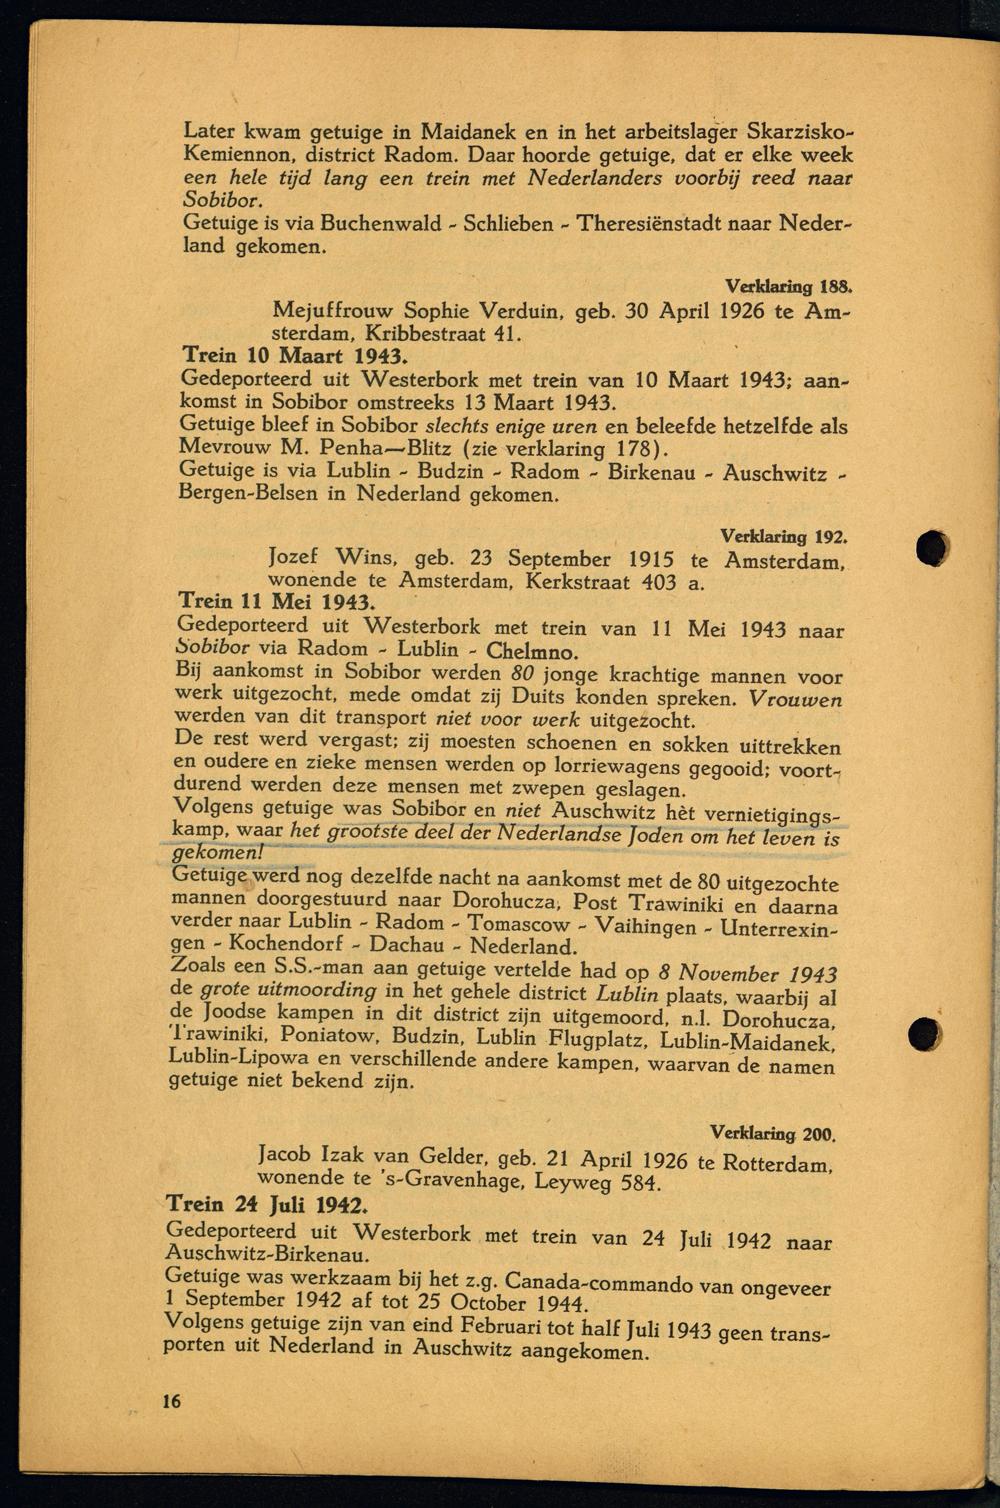 Later kwam getuige in Maidanek en in het arbeitslager Skarzisko-
Kemiennon, district Radom. Daar hoorde getuige, dat er elke week
een hele tijd lang een trein met Nederlanders voorbij reed naar
Sobibor.
Getuige is via Buchenwald - Schlieben - Theresiënstadt naar Neder-
land gekomen.
Verklaring 188.
Mejuffrouw Sophie Verduin, geb. 30 April 1926 te Am-
sterdam, Kribbestraat 41.
Trein 10 Maart 1943.
Gedeporteerd uit Westerbork met trein van 10 Maart 1943; aan-
komst in Sobibor omstreeks 13 Maart 1943.
Getuige bleef in Sobibor slechts enige uren en beleefde hetzelfde als
Mevrouw M. Penha—Blitz (zie verklaring 178).
Getuige is via Lublin - Budzin - Radom - Birkenau - Auschwitz -
Bergen-Belsen in Nederland gekomen.
Verklaring 192.
Jozef Wins, geb. 23 September 1915 te Amsterdam,
wonende te Amsterdam, Kerkstraat 403 a.
Trein 11 Mei 1943.
Gedeporteerd uit Westerbork met trein van 11 Mei 1943 naar
Sobibor via Radom - Lublin - Chelmno.
Bij aankomst in Sobibor werden 80 jonge krachtige mannen voor
werk uitgezocht, mede omdat zij Duits konden spreken. Vrouwen
werden van dit transport niet voor werk uitgezocht.
De rest werd vergast; zij moesten schoenen en sokken uittrekken
en oudere en zieke mensen werden op lorriewagens gegooid; voort-
durend werden deze mensen met zwepen geslagen.
Volgens getuige was Sobibor en niet Auschwitz hèt vernietigings-
kamp, waar het grootste deel der Nederlandse Joden om het leven is
gekomen!
Getuige werd nog dezelfde nacht na aankomst met de 80 uitgezochte
mannen doorgestuurd naar Dorohucza, Post Trawiniki en daarna
verder naar Lublin - Radom - Tomascow - Vaihingen - Unterrexin-
gen - Kochendorf - Dachau - Nederland.
Zoals een S.S.-man aan getuige vertelde had op 8 November 1943
de grote uitmoording in het gehele district Lublin plaats, waarbij al
de Joodse kampen in dit district zijn uitgemoord, n.l. Dorohucza,
Trawiniki, Poniatow, Budzin, Lublin Flugplatz, Lublin-Maidanek,
Lublin-Lipowa en verschillende andere kampen, waarvan de namen
getuige niet bekend zijn.
Verklaring 200.
Jacob Izak van Gelder, geb. 21 April 1926 te Rotterdam,
wonende te 's-Gravenhage, Leyweg 584.
Trein 24 Juli 1942.
Gedeporteerd uit Westerbork met trein van 24 Juli 1942 naar
Auschwitz-Birkenau.
Getuige was werkzaam bij het z.g. Canada-commando van ongeveer
1 September 1942 af tot 25 October 1944.
Volgens getuige zijn van eind Februari tot half Juli 1943 geen trans-
porten uit Nederland in Auschwitz aangekomen.
16